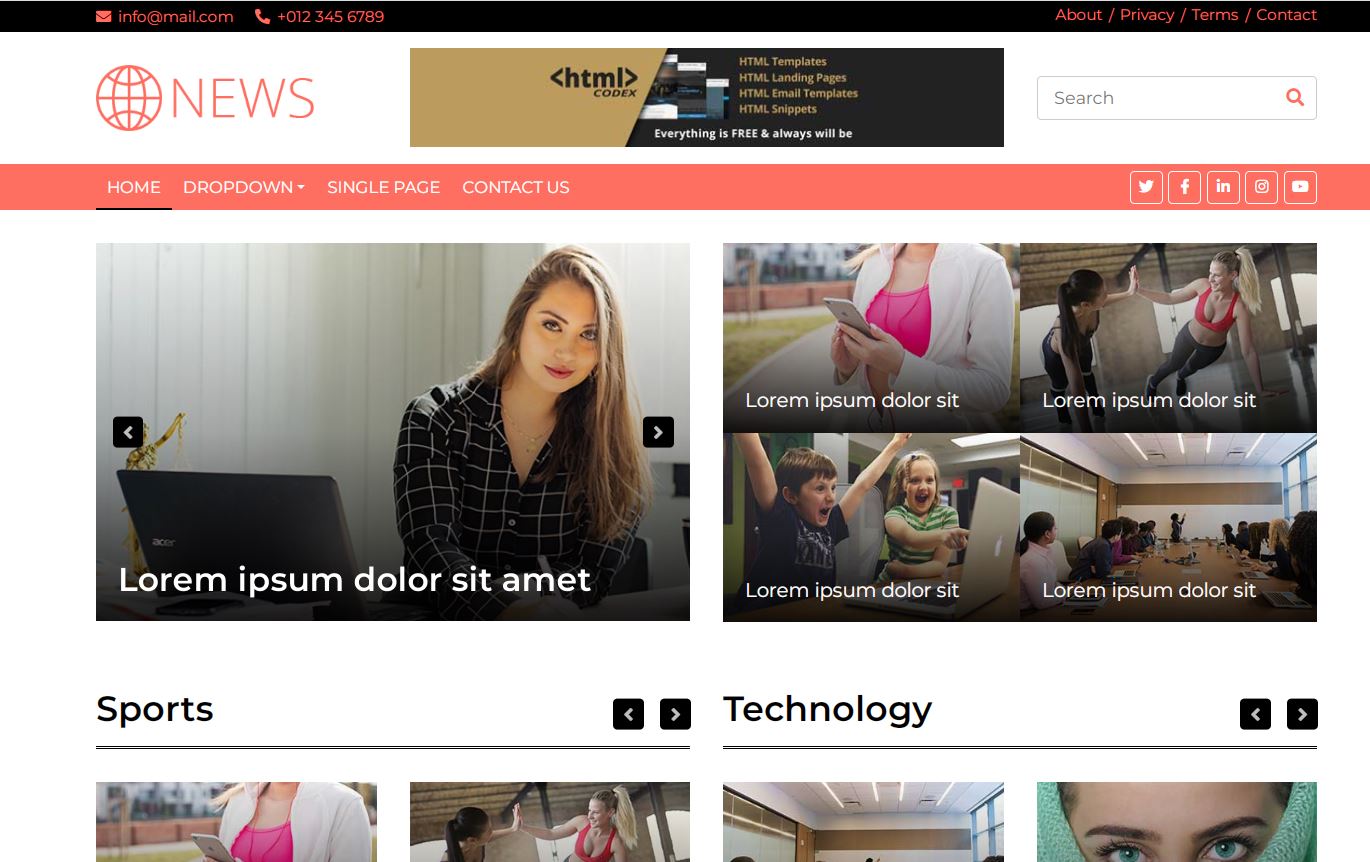 info@mail.com +012 345 6789
About / Privacy / Terms / Contact
NEWS
<html>
CODEX
HTML Templates
HTML Landing Pages
HTML Email Templates
HTML Snippets
Everything is FREE & always will be
Search
HOME DROPDOWN SINGLE PAGE CONTACT US
acer
Lorem ipsum dolor sit amet
Lorem ipsum dolor sit
Lorem ipsum dolor sit
Lorem ipsum dolor sit
Lorem ipsum dolor sit
Sports
Technology